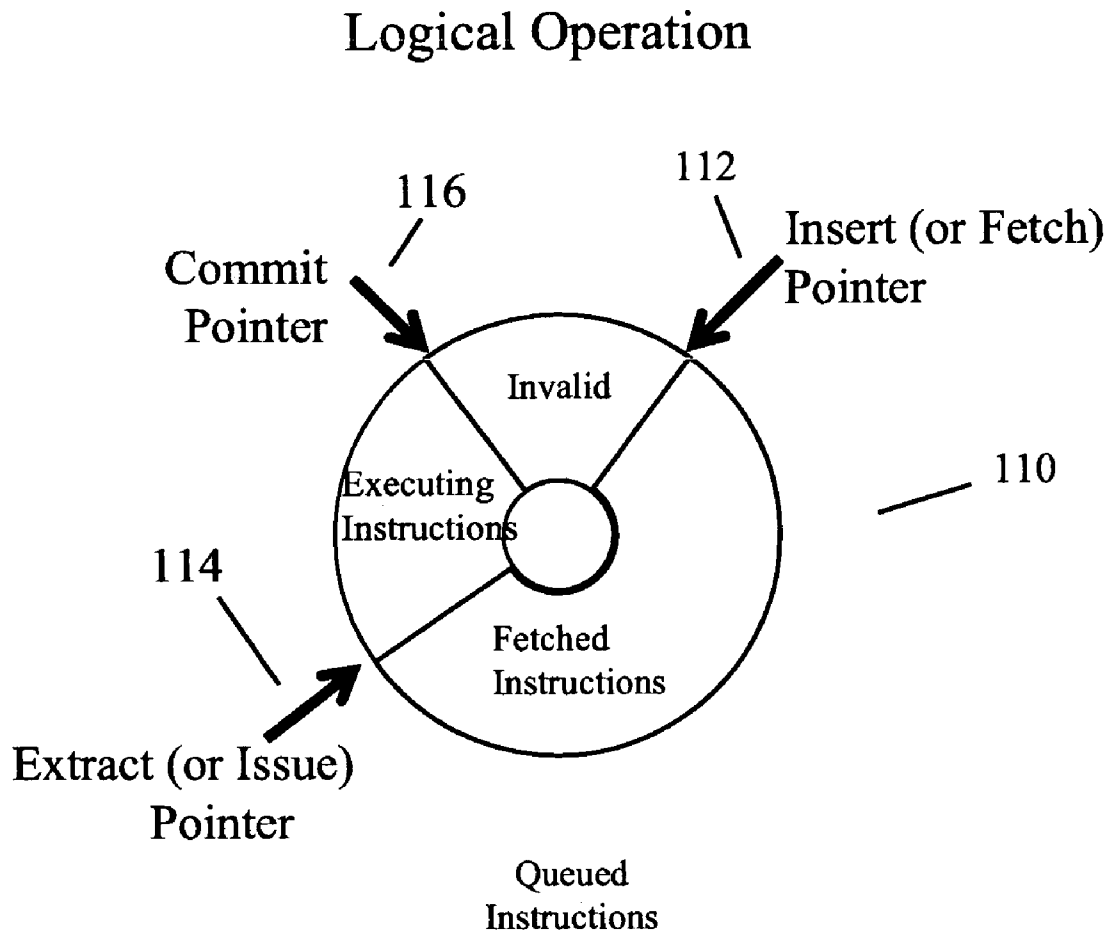 Logical Operation
116
112
Commit
Pointer
Insert (or Fetch)
Pointer
Invalid
Executing
Instructions
110
114
Fetched
Instructions
Extract (or Issue)
Pointer
Queued
Instructions